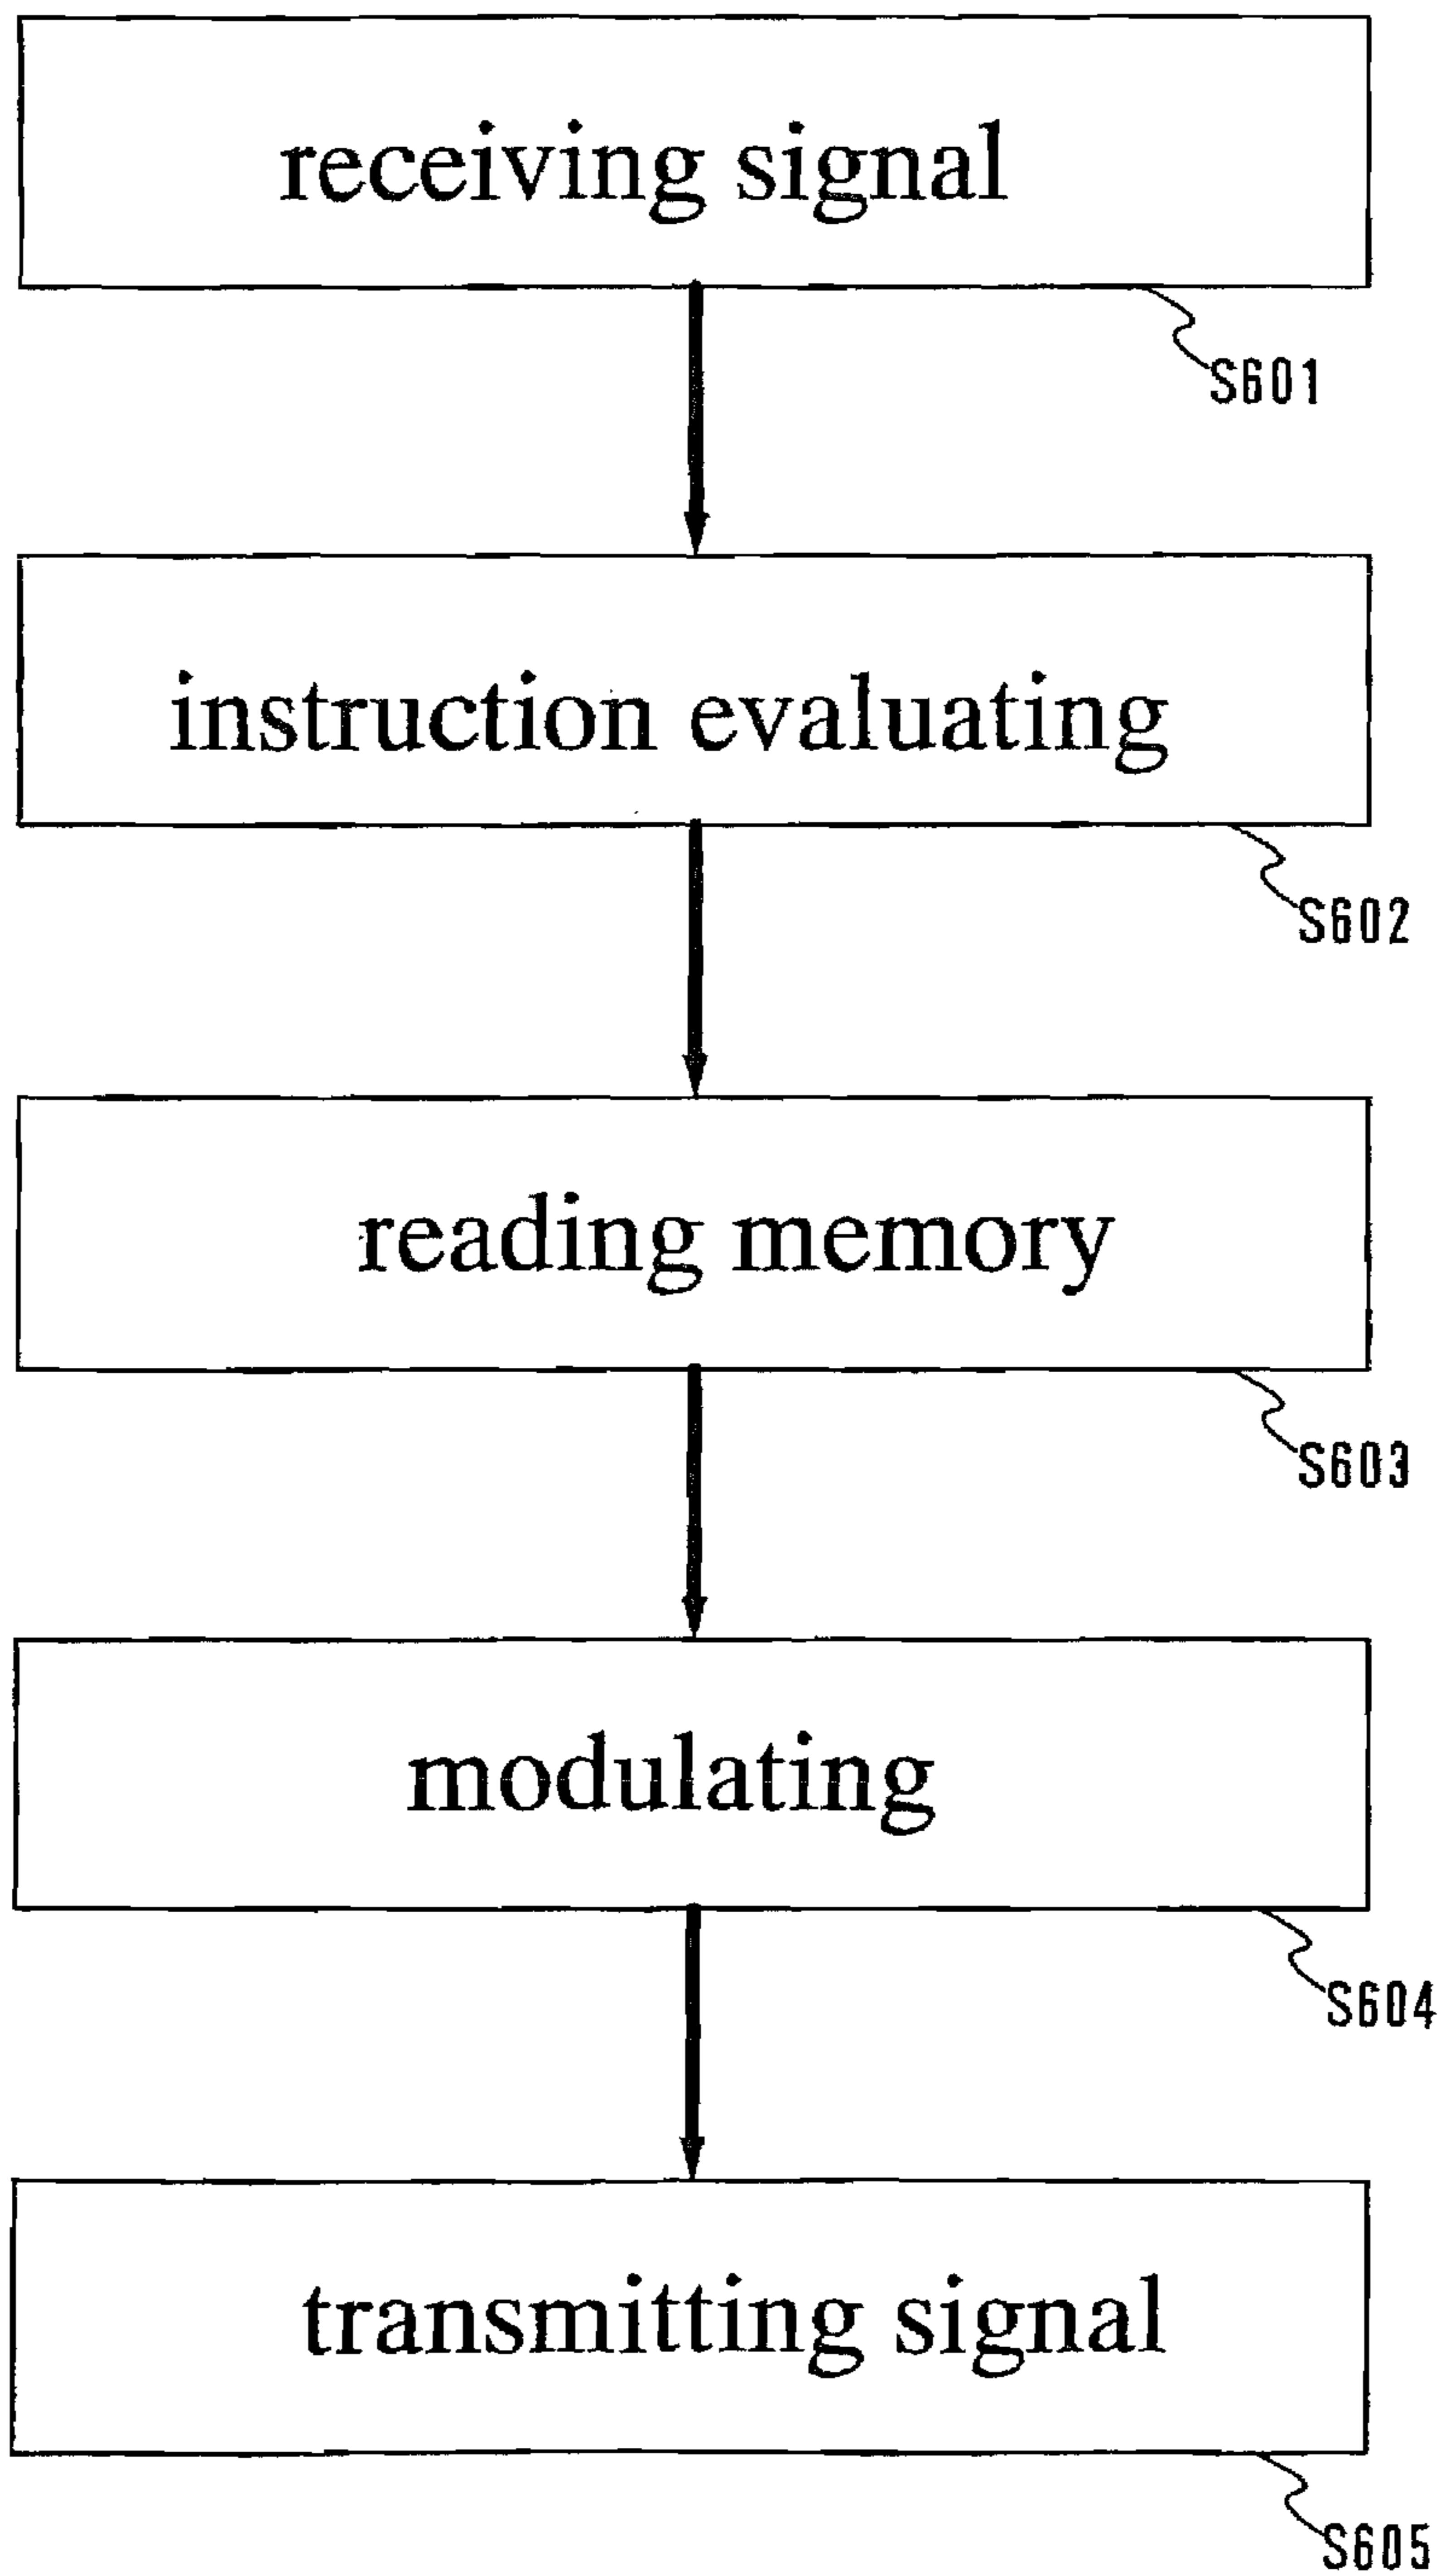 receiving signal
S601
instruction evaluating
S602
reading memory
S603
modulating
S604
transmitting signal
S605